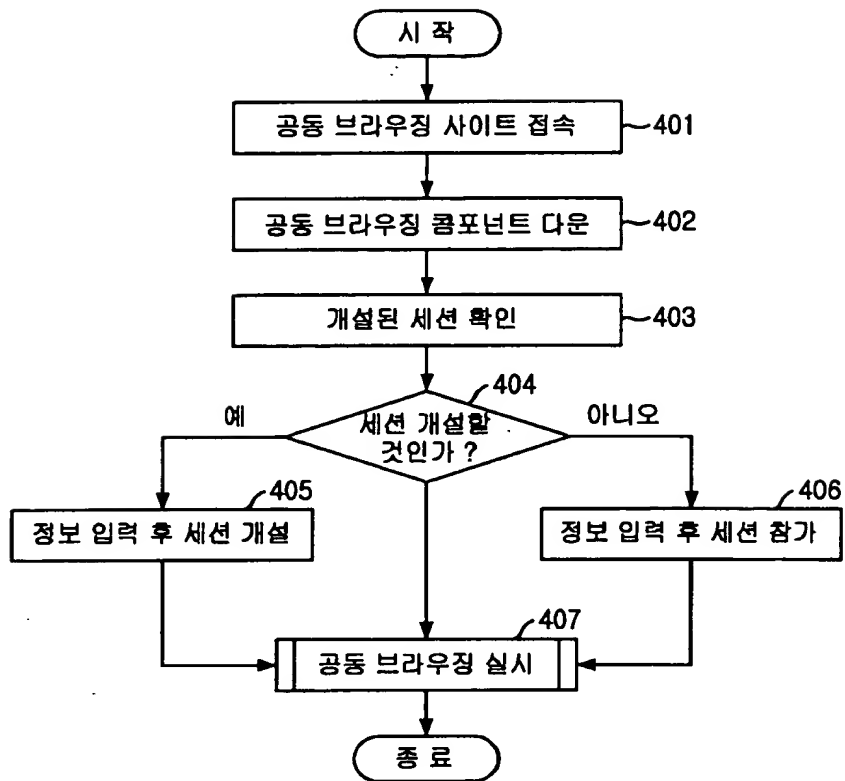 시 작
공동 브라우징 사이트 접속
401
공동 브라우징 콤포넌트 다운
402
개설된 세션 확인
403
404
세션 개설할
것인가 ?
예
아니오
405
정보 입력 후 세션 개설
406
정보 입력 후 세션 참가
407
공동 브라우징 실시
종 료